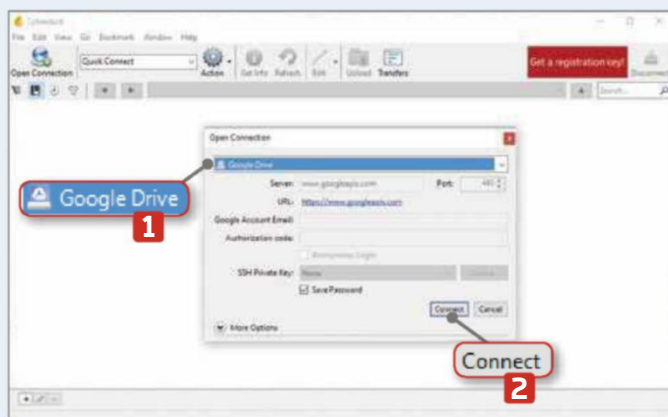 Cyberduck
File Edit View Go Bookmark Window Help
Open Connection Quick Connect Action Get Info Refresh Edit Upload Transfers Get a registration key! Disconnect
Search...
Open Connection
Google Drive
Server: www.googleapis.com Port: 443
URL: https://www.googleapis.com
Google Account Email:
Authorization code:
Anonymous Login
SSH Private Key: None
Save Password
Connect Cancel
More Options
Google Drive
1
Connect
2